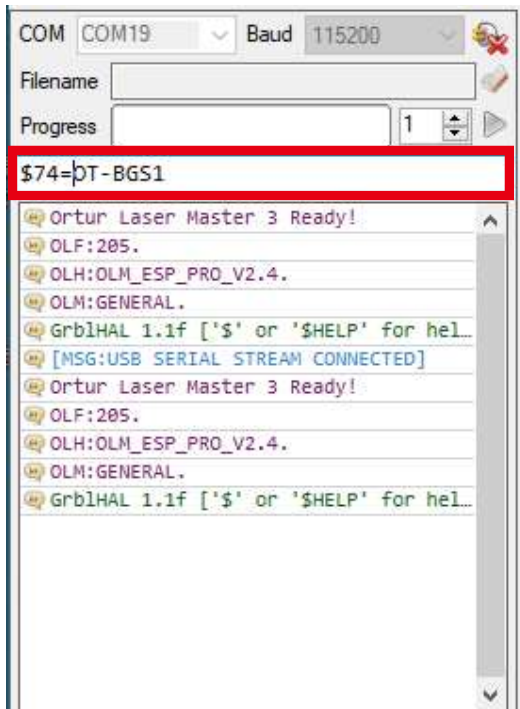 COM COM19 Baud 115200
Filename
Progress 1
$74=OT-BGS1
Ortur Laser Master 3 Ready!
OLF:205.
OLH:OLM_ESP_PRO_V2.4.
OLM:GENERAL.
GrblHAL 1.1f ['$' or '$HELP' for hel…
[MSG:USB SERIAL STREAM CONNECTED]
Ortur Laser Master 3 Ready!
OLF:205.
OLH:OLM_ESP_PRO_V2.4.
OLM:GENERAL.
GrblHAL 1.1f ['$' or '$HELP' for hel…